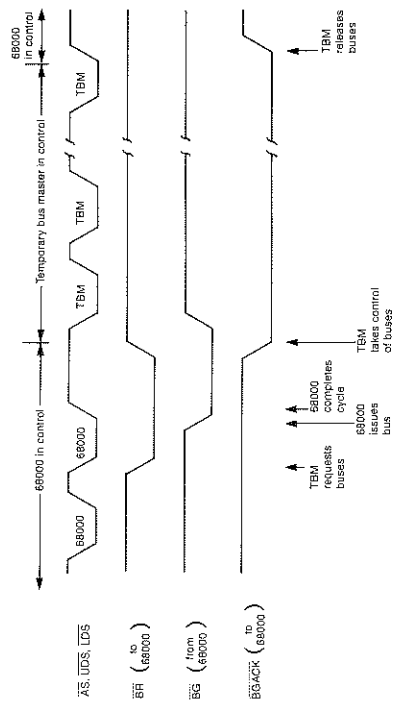 68000 in control
Temporary bus master in control
68000
in control
AS, UDS, LDS
68000
68000
TBM
TBM
TBM
BR ( to
68000 )
BG ( from
68000 )
BGACK ( to
68000 )
TBM
requests
buses
68000
issues
bus
68000
completes
cycle
TBM
takes control
of buses
TBM
releases
buses